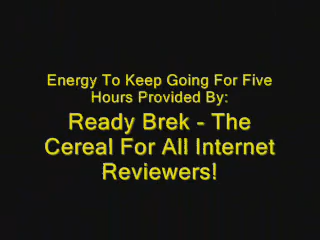 Energy To Keep Going For Five
Hours Provided By:
Ready Brek - The
Cereal For All Internet
Reviewers!